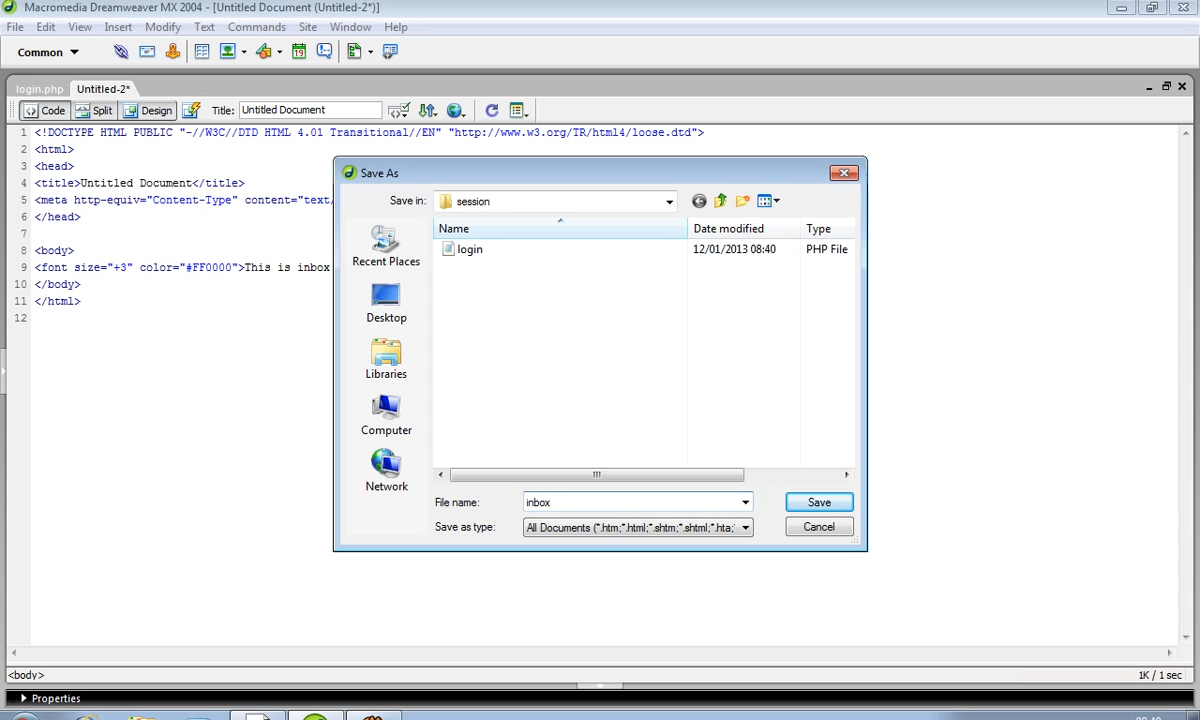 Macromedia Dreamweaver MX 2004 - [Untitled Document (Untitled-2*)]
File Edit View Insert Modify Text Commands Site Window Help
Common
login.php Untitled-2*
Code Split Design Title: Untitled Document
1 <!DOCTYPE HTML PUBLIC "-//W3C//DTD HTML 4.01 Transitional//EN" "http://www.w3.org/TR/html4/loose.dtd">
2 <html>
3 <head>
4 <title>Untitled Document</title>
5 <meta http-equiv="Content-Type" content="text/
6 </head>
7
8 <body>
9 <font size="+3" color="#FF0000">This is inbox
10 </body>
11 </html>
12
Save As
Save in: session
Name Date modified Type
login 12/01/2013 08:40 PHP File
Recent Places
Desktop
Libraries
Computer
Network
File name: inbox Save
Save as type: All Documents (*.htm;*.html;*.shtm;*.shtml;*.hta;' Cancel
<body> 1K / 1 sec
Properties